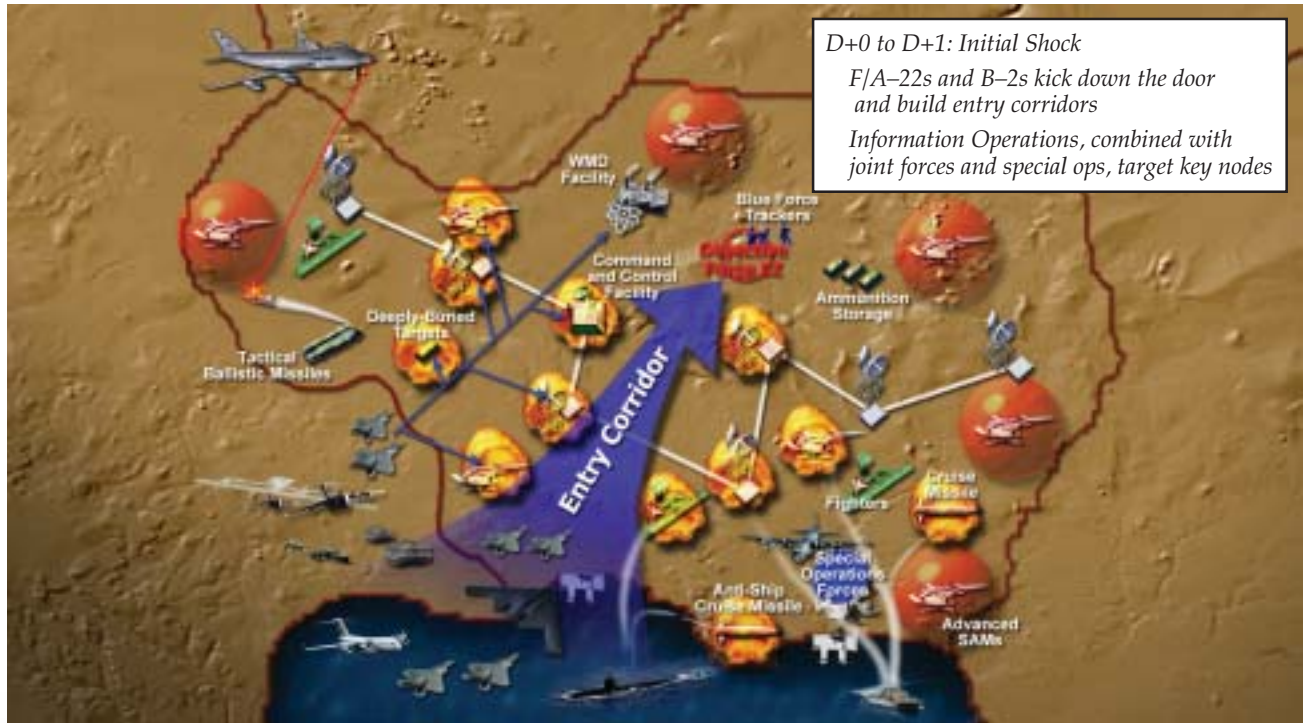 D+0 to D+1: Initial Shock
F/A–22s and B–2s kick down the door
and build entry corridors
Information Operations, combined with
joint forces and special ops, target key nodes
WMD
Facility
Blue Force
Trackers
Command
and Control
Facility
Ammunition
Storage
Deeply-Buried
Targets
Tactical
Ballistic Missiles
Entry Corridor
Cruise
Missile
Fighters
Special
Operations
Forces
Anti-Ship
Cruise Missile
Advanced
SAMs